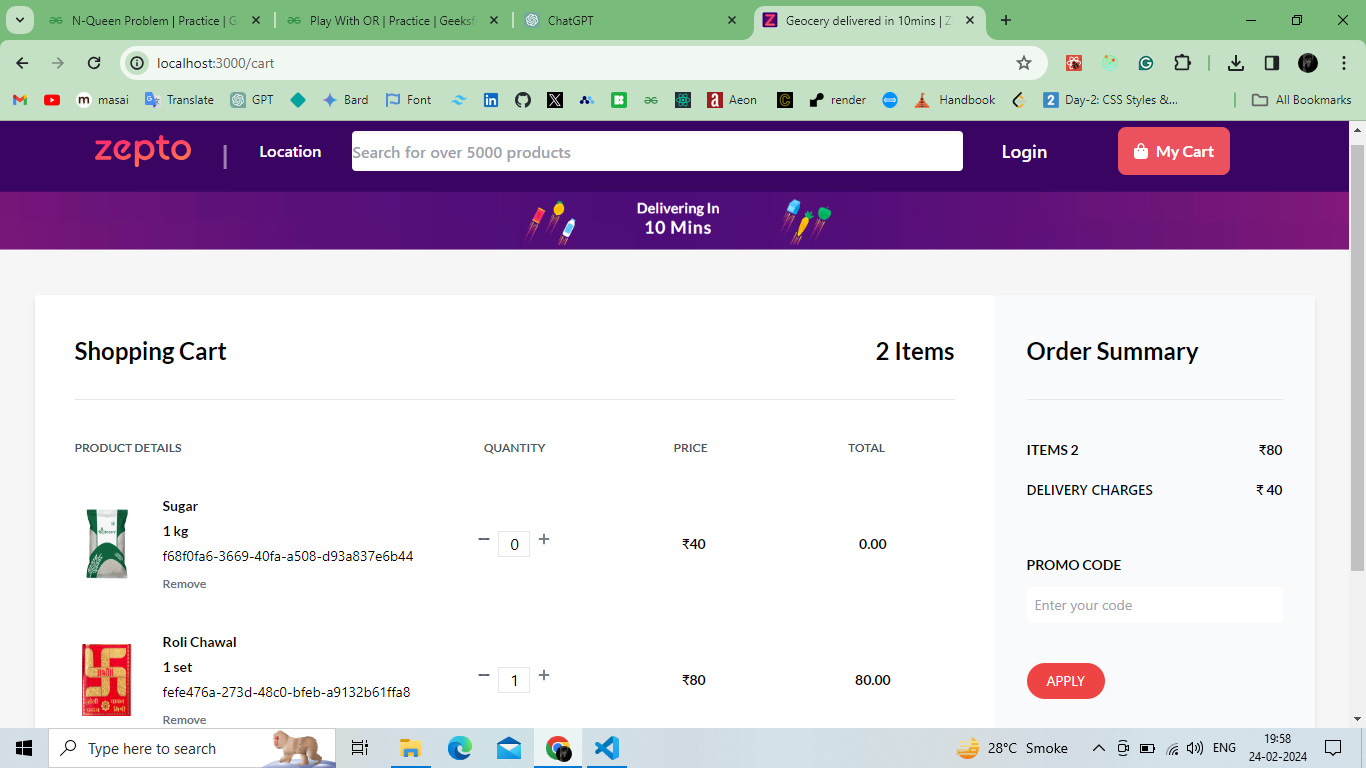 N-Queen Problem | Practice | G
Play With OR | Practice | Geeksf
ChatGPT
Geocery delivered in 10mins | Z
localhost:3000/cart
masai
Translate
GPT
Bard
Font
Aeon
render
Handbook
Day-2: CSS Styles &...
All Bookmarks
zepto
|
Location
Search for over 5000 products
Login
My Cart
Delivering In
10 Mins
Shopping Cart
2 Items
Order Summary
PRODUCT DETAILS
QUANTITY
PRICE
TOTAL
ITEMS 2
₹80
DELIVERY CHARGES
₹ 40
Sugar
1 kg
f68f0fa6-3669-40fa-a508-d93a837e6b44
Remove
0
₹40
0.00
PROMO CODE
Enter your code
Roli Chawal
1 set
fefe476a-273d-48c0-bfeb-a9132b61ffa8
Remove
1
₹80
80.00
APPLY
Type here to search
28°C Smoke
ENG
19:58
24-02-2024